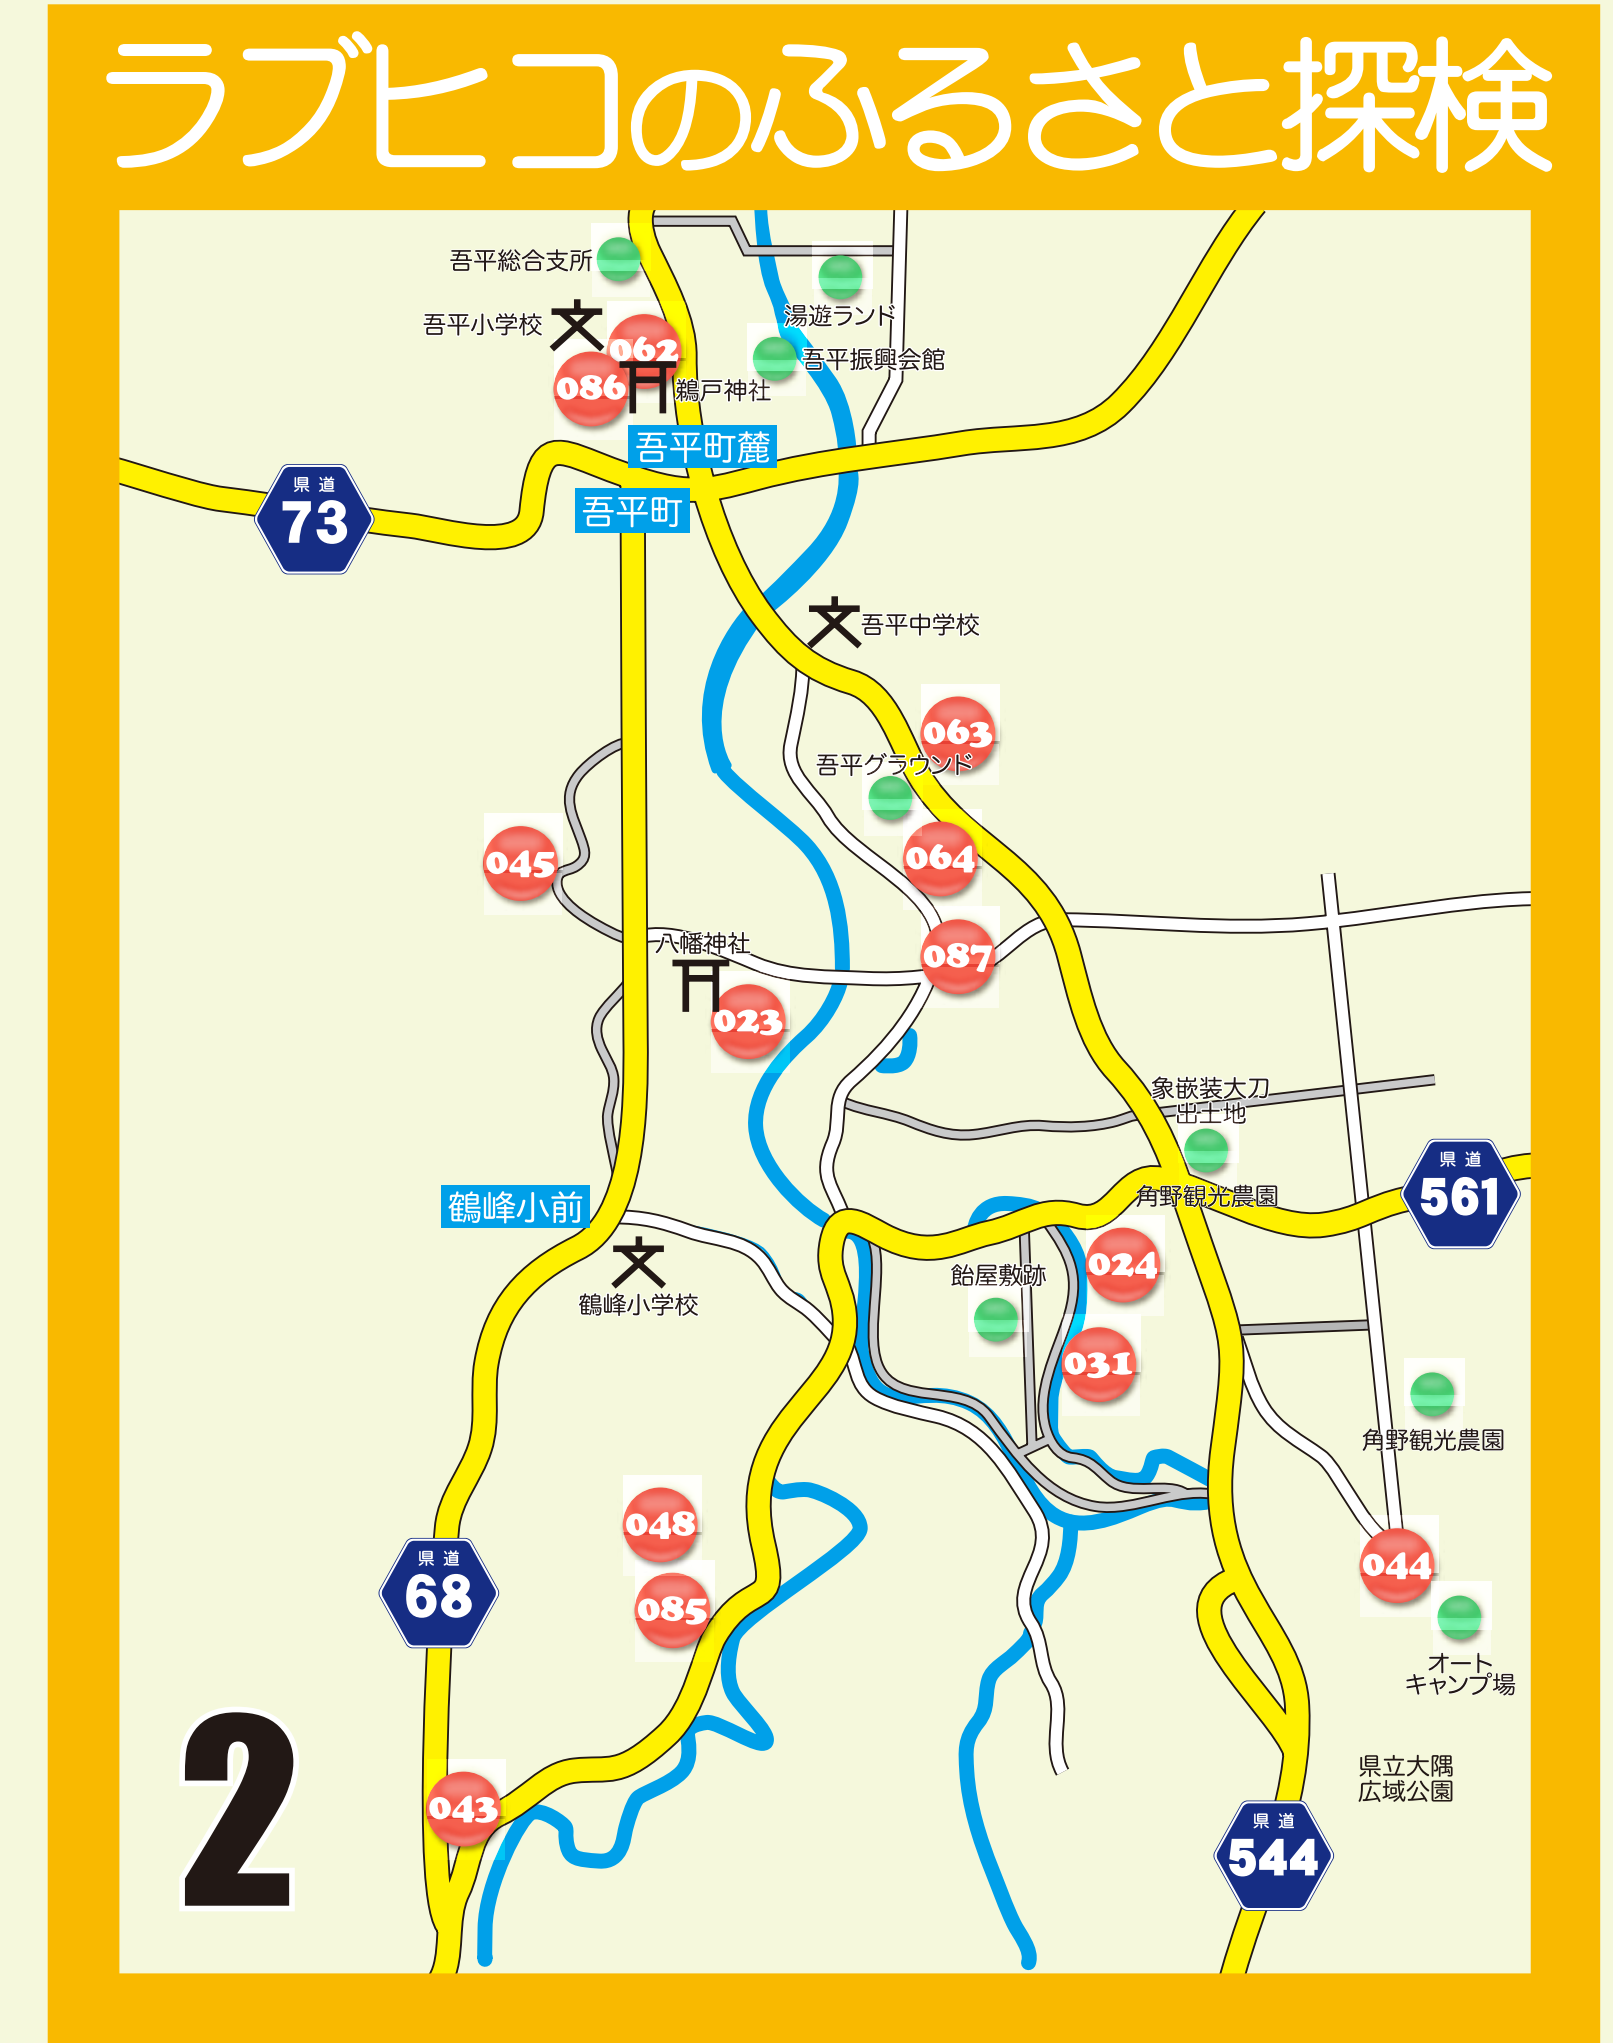 ラブヒコのふるさと探検
吾平総合支所
湯遊ランド
吾平小学校
062
吾平振興会館
086
鵜戸神社
吾平町麓
県道
73
吾平町
吾平中学校
063
吾平グラウンド
045
064
八幡神社
087
023
象嵌装大刀
出土地
県道
561
角野観光農園
鶴峰小前
024
飴屋敷跡
鶴峰小学校
031
角野観光農園
048
044
県道
68
085
オート
キャンプ場
2
県立大隅
広域公園
043
県道
544